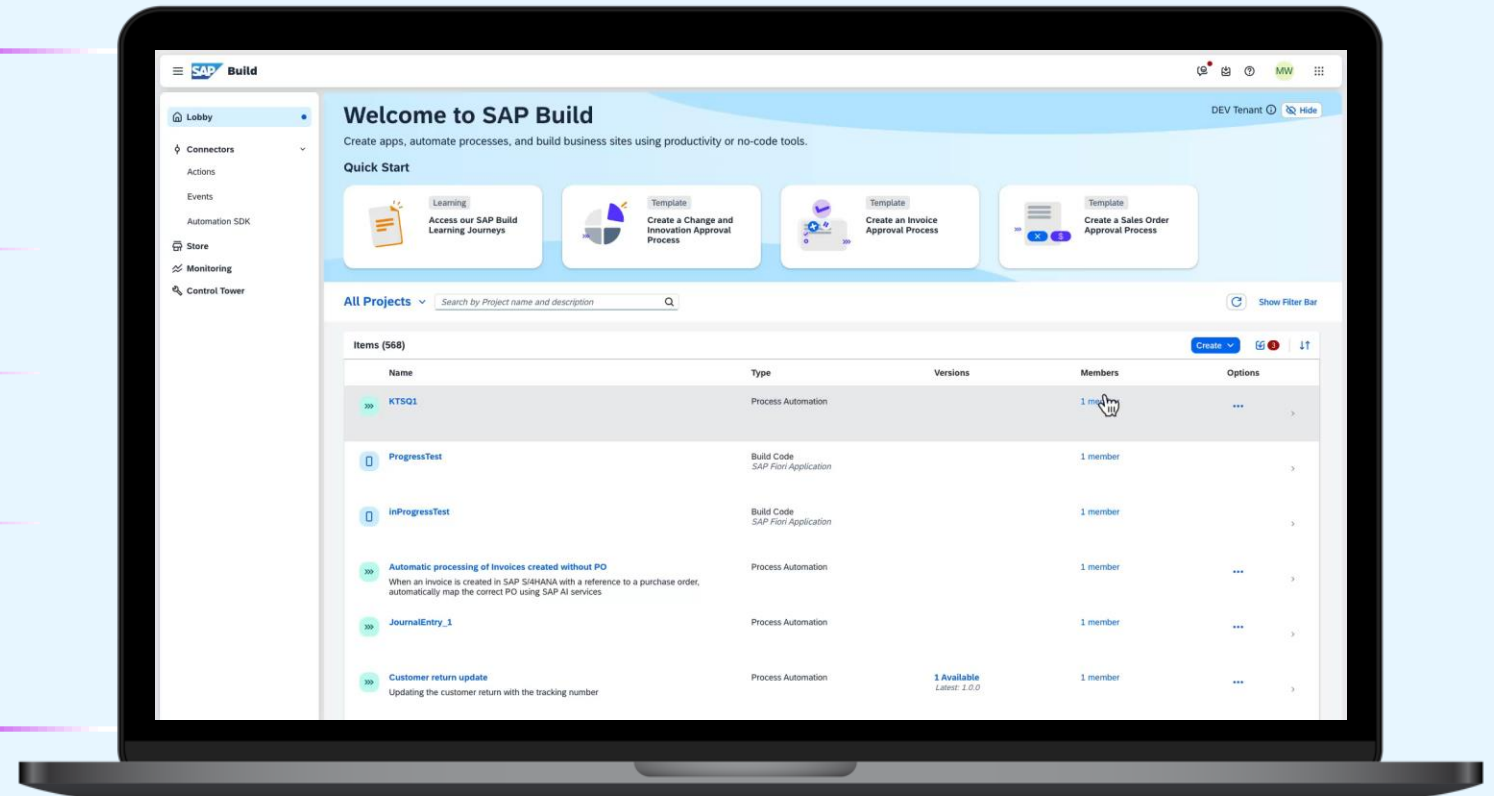 SAP Build
MW
Lobby
Connectors
Actions
Events
Automation SDK
Store
Monitoring
Control Tower
Welcome to SAP Build
DEV Tenant
Hide
Create apps, automate processes, and build business sites using productivity or no-code tools.
Quick Start
Learning
Access our SAP Build
Learning Journeys
Template
Create a Change and
Innovation Approval
Process
Template
Create an Invoice
Approval Process
Template
Create a Sales Order
Approval Process
All Projects
Search by Project name and description
Show Filter Bar
Items (568)
Create
3
Name Type Versions Members Options
KTSQ1 Process Automation 1
ProgressTest Build Code 1 member
SAP Fiori Application
inProgressTest Build Code 1 member
SAP Fiori Application
Automatic processing of Invoices created without PO Process Automation 1 member
When an invoice is created in SAP S/4HANA with a reference to a purchase order,
automatically map the correct PO using SAP AI services
JournalEntry_1 Process Automation 1 member
Customer return update Process Automation 1 Available 1 member
Updating the customer return with the tracking number Latest: 1.0.0